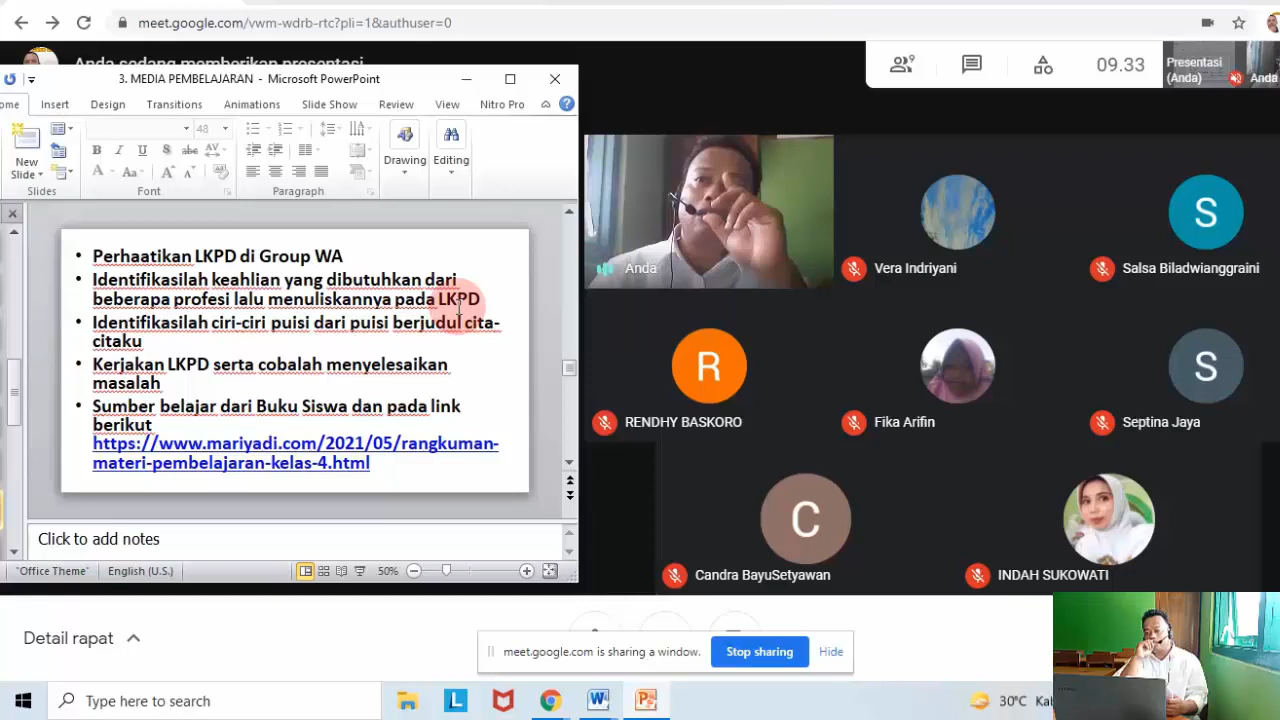 meet.google.com/vwm-wdrb-rtc?pli=1&authuser=0
Anda sedang memberikan presentasi
09.33
Presentasi
(Anda)
Anda
3. MEDIA PEMBELAJARAN - Microsoft PowerPoint
ome Insert Design Transitions Animations Slide Show Review View Nitro Pro
48
New
Slide
Drawing
Editing
Slides
Font
Paragraph
• Perhaatikan LKPD di Group WA
• Identifikasilah keahlian yang dibutuhkan dari
beberapa profesi lalu menuliskannya pada LKPD
• Identifikasilah ciri-ciri puisi dari puisi berjudul cita-
citaku
• Kerjakan LKPD serta cobalah menyelesaikan
masalah
• Sumber belajar dari Buku Siswa dan pada link
berikut
https://www.mariyadi.com/2021/05/rangkuman-
materi-pembelajaran-kelas-4.html
Click to add notes
"Office Theme" English (U.S.) 50%
Anda
Vera Indriyani
S
Salsa Biladwianggraini
R
RENDHY BASKORO
Fika Arifin
S
Septina Jaya
C
Candra BayuSetyawan
INDAH SUKOWATI
Detail rapat
meet.google.com is sharing a window.
Stop sharing
Hide
Type here to search
30°C Kab